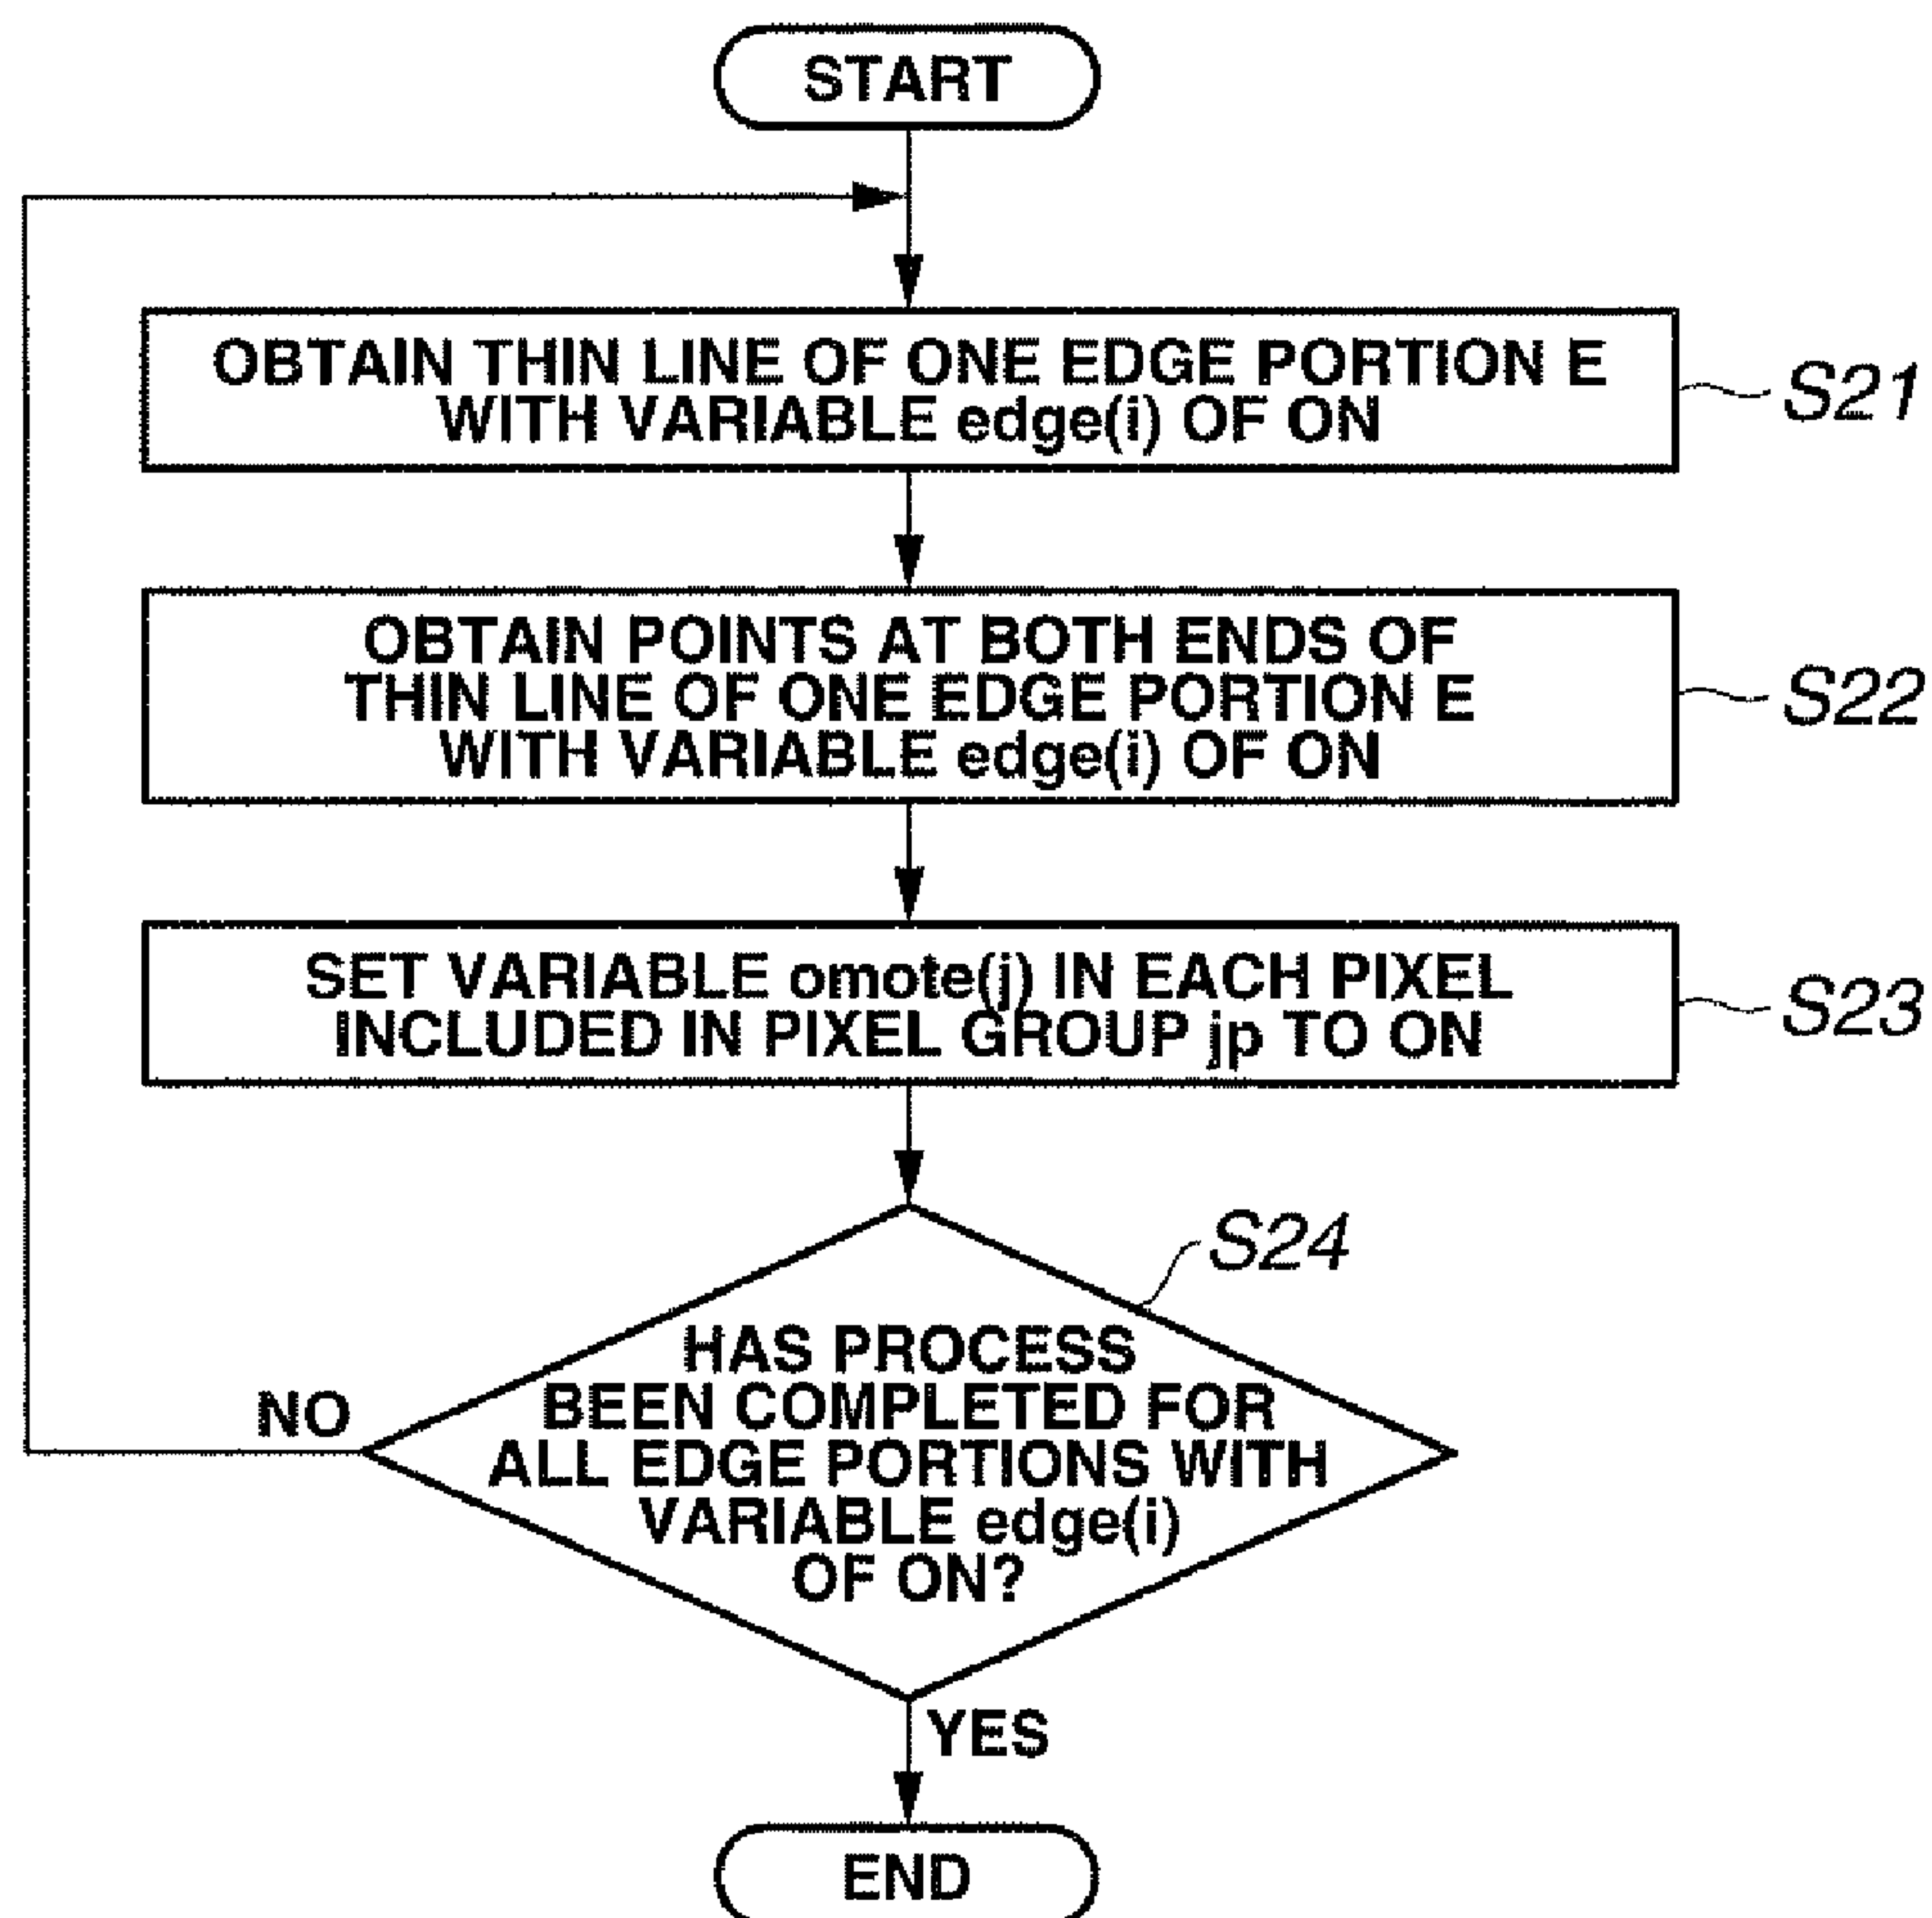 START
OBTAIN THIN LINE OF ONE EDGE PORTION E
WITH VARIABLE edge(i) OF ON
S21
OBTAIN POINTS AT BOTH ENDS OF
THIN LINE OF ONE EDGE PORTION E
WITH VARIABLE edge(i) OF ON
S22
SET VARIABLE omote(j) IN EACH PIXEL
INCLUDED IN PIXEL GROUP jp TO ON
S23
S24
HAS PROCESS
BEEN COMPLETED FOR
ALL EDGE PORTIONS WITH
VARIABLE edge(i)
OF ON?
NO
YES
END